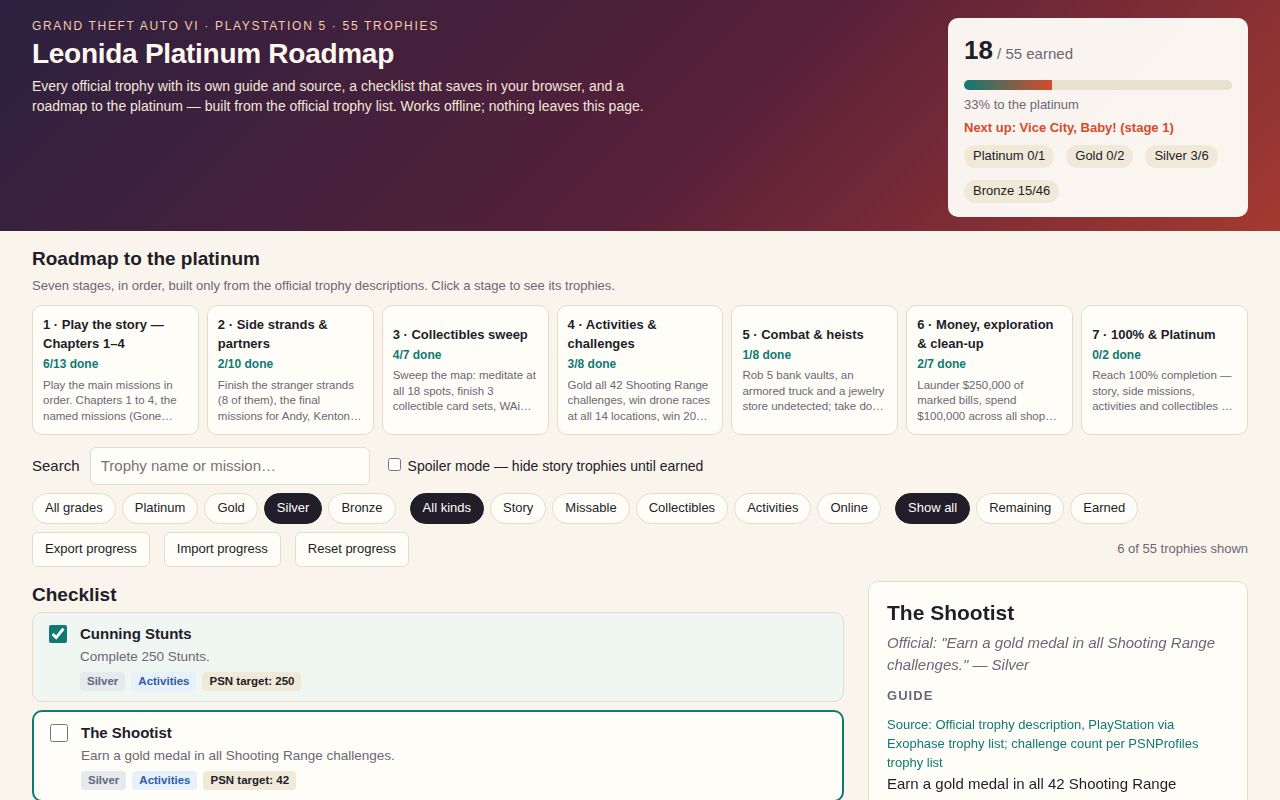 GRAND THEFT AUTO VI · PLAYSTATION 5 · 55 TROPHIES
Leonida Platinum Roadmap
Every official trophy with its own guide and source, a checklist that saves in your browser, and a
roadmap to the platinum — built from the official trophy list. Works offline; nothing leaves this page.
18 / 55 earned
33% to the platinum
Next up: Vice City, Baby! (stage 1)
Platinum 0/1 Gold 0/2 Silver 3/6
Bronze 15/46
Roadmap to the platinum
Seven stages, in order, built only from the official trophy descriptions. Click a stage to see its trophies.
1 · Play the story —
Chapters 1–4
6/13 done
Play the main missions in
order. Chapters 1 to 4, the
named missions (Gone…
2 · Side strands &
partners
2/10 done
Finish the stranger strands
(8 of them), the final
missions for Andy, Kenton…
3 · Collectibles sweep
4/7 done
Sweep the map: meditate at
all 18 spots, finish 3
collectible card sets, WAi…
4 · Activities &
challenges
3/8 done
Gold all 42 Shooting Range
challenges, win drone races
at all 14 locations, win 20…
5 · Combat & heists
1/8 done
Rob 5 bank vaults, an
armored truck and a jewelry
store undetected; take do…
6 · Money, exploration
& clean-up
2/7 done
Launder $250,000 of
marked bills, spend
$100,000 across all shop…
7 · 100% & Platinum
0/2 done
Reach 100% completion —
story, side missions,
activities and collectibles …
Search Trophy name or mission… Spoiler mode — hide story trophies until earned
All grades Platinum Gold Silver Bronze All kinds Story Missable Collectibles Activities Online Show all Remaining Earned
Export progress Import progress Reset progress 6 of 55 trophies shown
Checklist
Cunning Stunts
Complete 250 Stunts.
Silver Activities PSN target: 250
The Shootist
Earn a gold medal in all Shooting Range challenges.
Silver Activities PSN target: 42
The Shootist
Official: "Earn a gold medal in all Shooting Range
challenges." — Silver
GUIDE
Source: Official trophy description, PlayStation via
Exophase trophy list; challenge count per PSNProfiles
trophy list
Earn a gold medal in all 42 Shooting Range